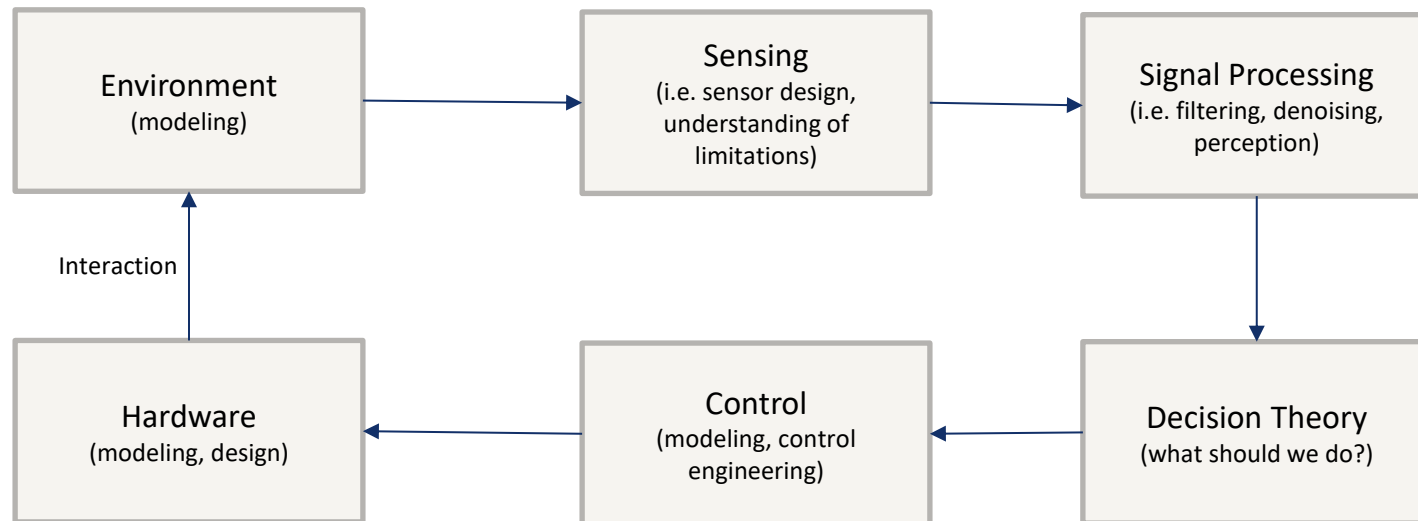 Environment
(modeling)
Sensing
(i.e. sensor design,
understanding of
limitations)
Signal Processing
(i.e. filtering, denoising,
perception)
Interaction
Hardware
(modeling, design)
Control
(modeling, control
engineering)
Decision Theory
(what should we do?)